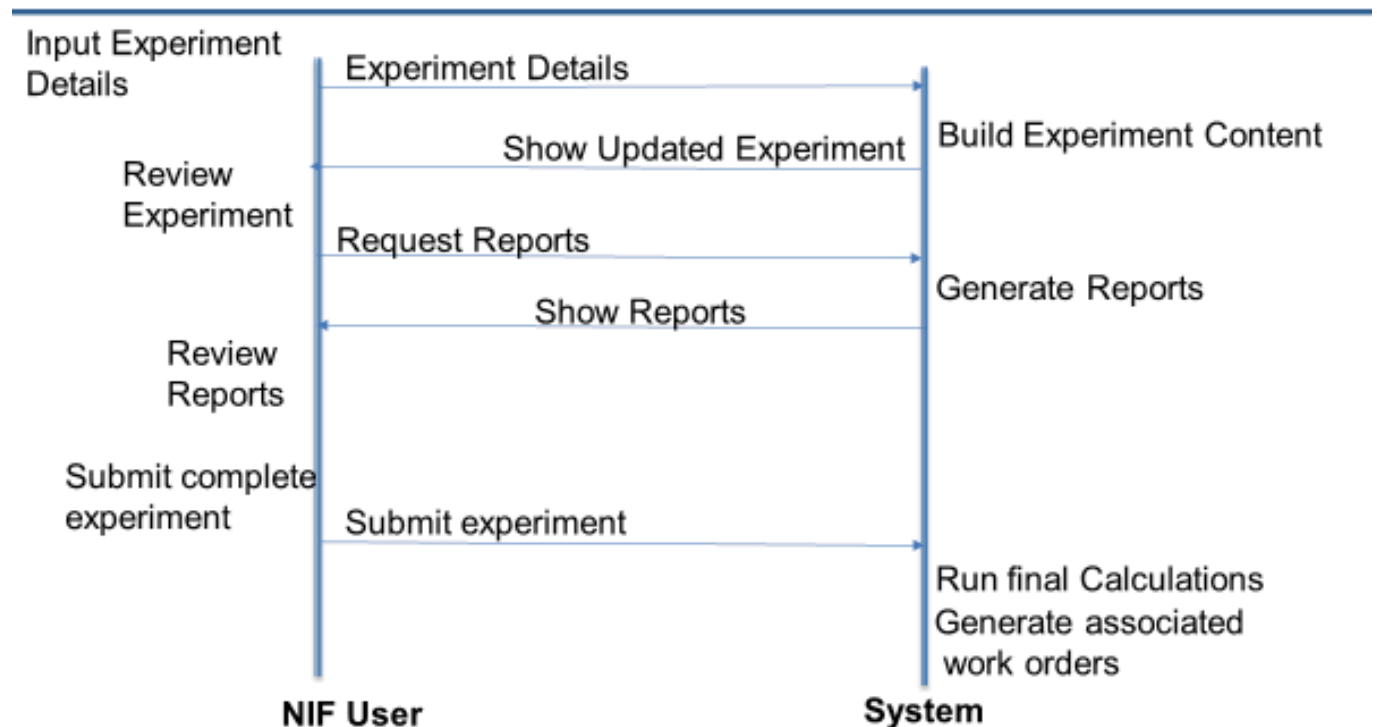 Input Experiment
Details
Experiment Details
Build Experiment Content
Show Updated Experiment
Review
Experiment
Request Reports
Generate Reports
Show Reports
Review
Reports
Submit complete
experiment
Submit experiment
Run final Calculations
Generate associated
work orders
NIF User
System